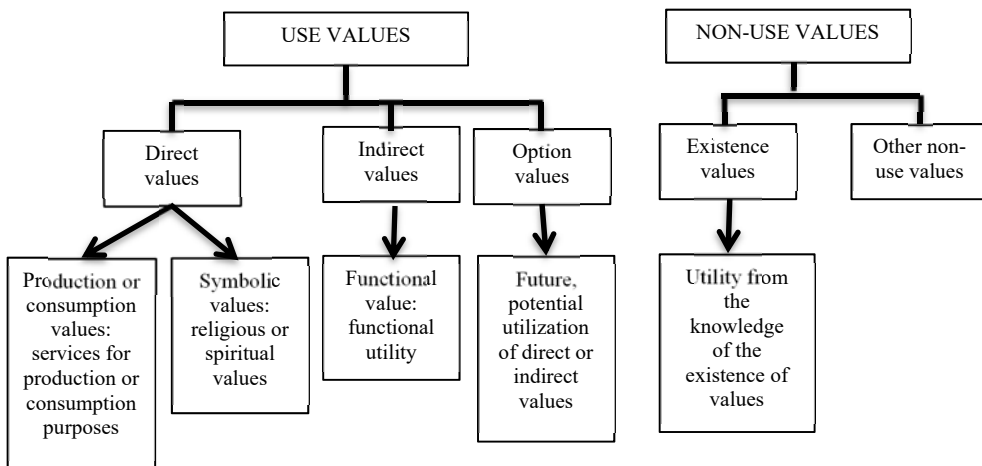 USE VALUES
NON-USE VALUES
Direct
values
Indirect
values
Option
values
Existence
values
Other non-
use values
Production or
consumption
values:
services for
production or
consumption
purposes
Symbolic
values:
religious or
spiritual
values
Functional
value:
functional
utility
Future,
potential
utilization
of direct or
indirect
values
Utility from
the
knowledge
of the
existence of
values